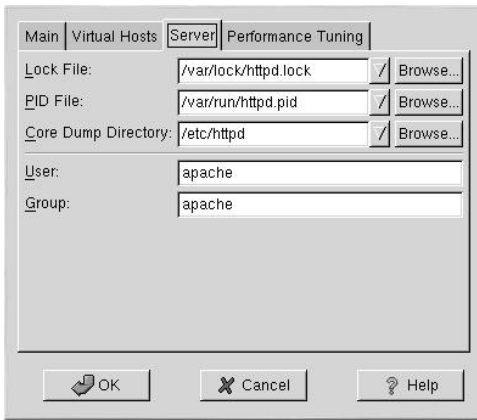 Main Virtual Hosts Server Performance Tuning
Lock File: /var/lock/httpd.lock Browse...
PID File: /var/run/httpd.pid Browse...
Core Dump Directory: /etc/httpd Browse...
User: apache
Group: apache
OK Cancel Help